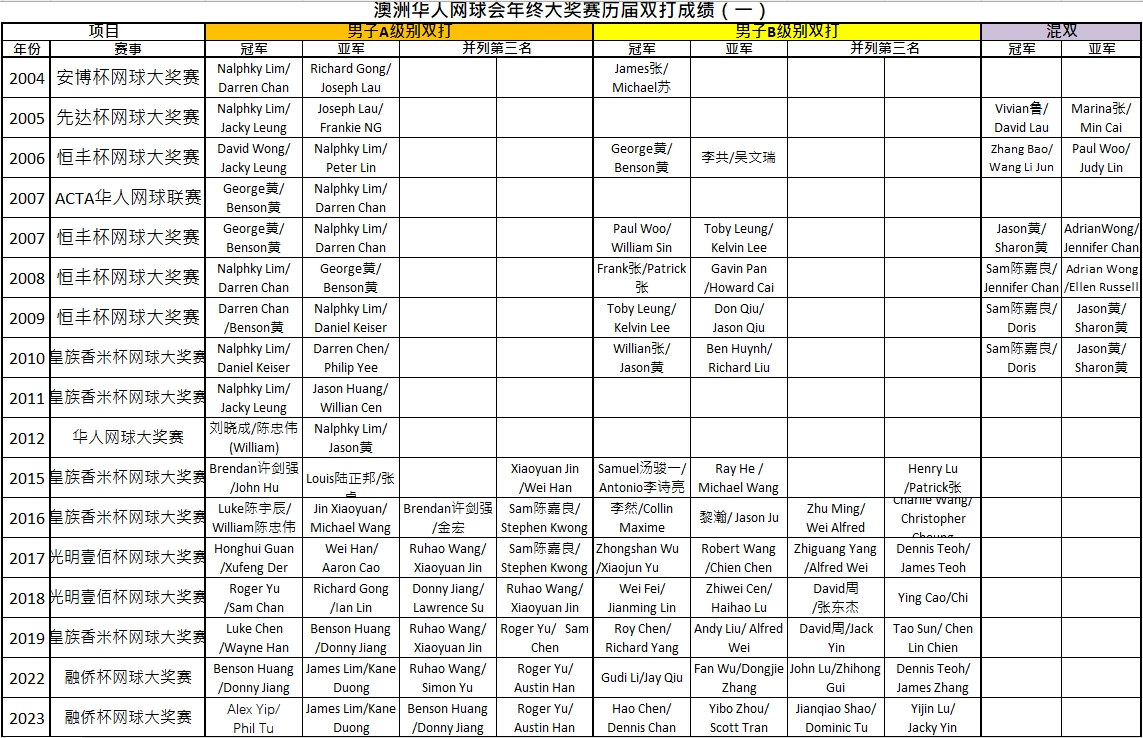 澳洲华人网球会年终大奖赛历届双打成绩（一）
项目 男子A级别双打 男子B级别双打 混双
年份 赛事 冠军 亚军 并列第三名 冠军 亚军 并列第三名 冠军 亚军
2004 安博杯网球大奖赛 Nalphky Lim/ Darren Chan Richard Gong/ Joseph Lau James张/ Michael苏
2005 先达杯网球大奖赛 Nalphky Lim/ Jacky Leung Joseph Lau/ Frankie NG Vivian鲁/ David Lau Marina张/ Min Cai
2006 恒丰杯网球大奖赛 David Wong/ Jacky Leung Nalphky Lim/ Peter Lin George黄/ Benson黄 李共/吴文瑞 Zhang Bao/ Wang Li Jun Paul Woo/ Judy Lin
2007 ACTA华人网球联赛 George黄/ Benson黄 Nalphky Lim/ Darren Chan
2007 恒丰杯网球大奖赛 George黄/ Benson黄 Nalphky Lim/ Darren Chan Paul Woo/ William Sin Toby Leung/ Kelvin Lee Jason黄/ Sharon黄 AdrianWong/ Jennifer Chan
2008 恒丰杯网球大奖赛 Nalphky Lim/ Darren Chan George黄/ Benson黄 Frank张/Patrick张 Gavin Pan /Howard Cai Sam陈嘉良/ Jennifer Chan Adrian Wong /Ellen Russell
2009 恒丰杯网球大奖赛 Darren Chan /Benson黄 Nalphky Lim/ Daniel Keiser Toby Leung/ Kelvin Lee Don Qiu/ Jason Qiu Sam陈嘉良/ Doris Jason黄/ Sharon黄
2010 皇族香米杯网球大奖赛 Nalphky Lim/ Daniel Keiser Darren Chen/ Philip Yee Willian张/ Jason黄 Ben Huynh/ Richard Liu Sam陈嘉良/ Doris Jason黄/ Sharon黄
2011 皇族香米杯网球大奖赛 Nalphky Lim/ Jacky Leung Jason Huang/ Willian Cen
2012 华人网球大奖赛 刘晓成/陈忠伟 (William) Nalphky Lim/ Jason黄
2015 皇族香米杯网球大奖赛 Brendan许剑强 /John Hu Louis陆正邦/张 Xiaoyuan Jin /Wei Han Samuel汤骏一/ Antonio李诗亮 Ray He / Michael Wang Henry Lu /Patrick张
2016 皇族香米杯网球大奖赛 Luke陈宇辰/ William陈忠伟 Jin Xiaoyuan/ Michael Wang Brendan许剑强 /金宏 Sam陈嘉良/ Stephen Kwong 李然/Collin Maxime 黎瀚/ Jason Ju Zhu Ming/ Wei Alfred Charlie Wang/ Christopher Cheung
2017 光明壹佰杯网球大奖赛 Honghui Guan /Xufeng Der Wei Han/ Aaron Cao Ruhao Wang/ Xiaoyuan Jin Sam陈嘉良/ Stephen Kwong Zhongshan Wu /Xiaojun Yu Robert Wang /Chien Chen Zhiguang Yang /Alfred Wei Dennis Teoh/ James Teoh
2018 光明壹佰杯网球大奖赛 Roger Yu /Sam Chan Richard Gong /Ian Lin Donny Jiang/ Lawrence Su Ruhao Wang/ Xiaoyuan Jin Wei Fei/ Jianming Lin Zhiwei Cen/ Haihao Lu David周 /张东杰 Ying Cao/Chi
2019 皇族香米杯网球大奖赛 Luke Chen /Wayne Han Benson Huang /Donny Jiang Ruhao Wang/ Xiaoyuan Jin Roger Yu/ Sam Chen Roy Chen/ Richard Yang Andy Liu/ Alfred Wei David周/Jack Yin Tao Sun/ Chen Lin Chien
2022 融侨杯网球大奖赛 Benson Huang /Donny Jiang James Lim/Kane Duong Ruhao Wang/ Simon Yu Roger Yu/ Austin Han Gudi Li/Jay Qiu Fan Wu/Dongjie Zhang John Lu/Zhihong Gui Dennis Teoh/ James Zhang
2023 融侨杯网球大奖赛 Alex Yip/ Phil Tu James Lim/Kane Duong Benson Huang /Donny Jiang Roger Yu/ Austin Han Hao Chen/ Dennis Chan Yibo Zhou/ Scott Tran Jianqiao Shao/ Dominic Tu Yijin Lu/ Jacky Yin